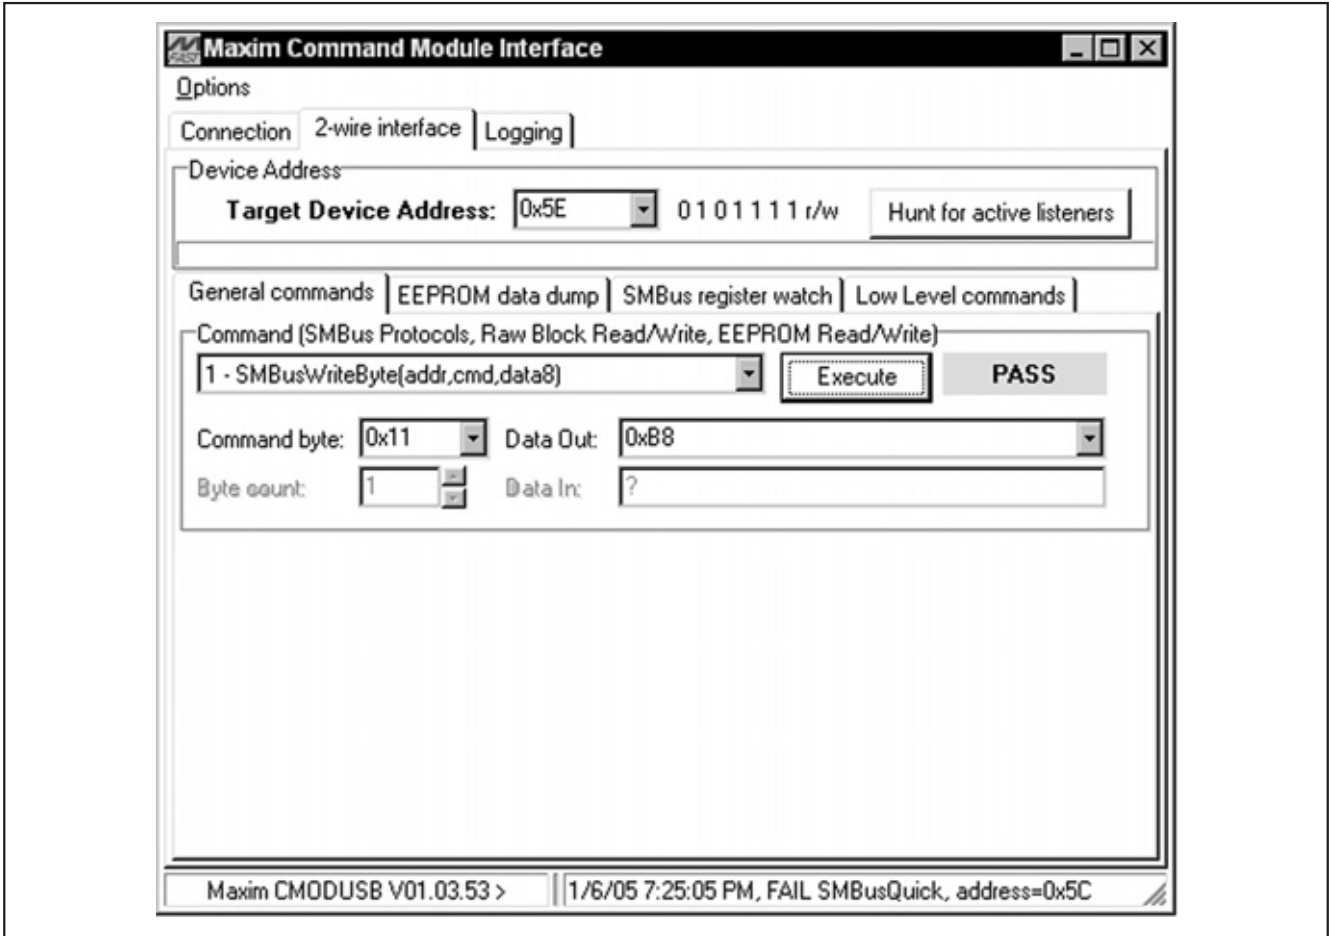 Maxim Command Module Interface
Options
Connection 2-wire interface Logging
Device Address
Target Device Address: 0x5E 0 1 0 1 1 1 1 r/w Hunt for active listeners
General commands EEPROM data dump SMBus register watch Low Level commands
Command (SMBus Protocols, Raw Block Read/Write, EEPROM Read/Write)
1 - SMBusWriteByte(addr,cmd,data8) Execute PASS
Command byte: 0x11 Data Out: 0xB8
Byte count: 1 Data In: ?
Maxim CMODUSB V01.03.53 > 1/6/05 7:25:05 PM, FAIL SMBusQuick, address=0x5C